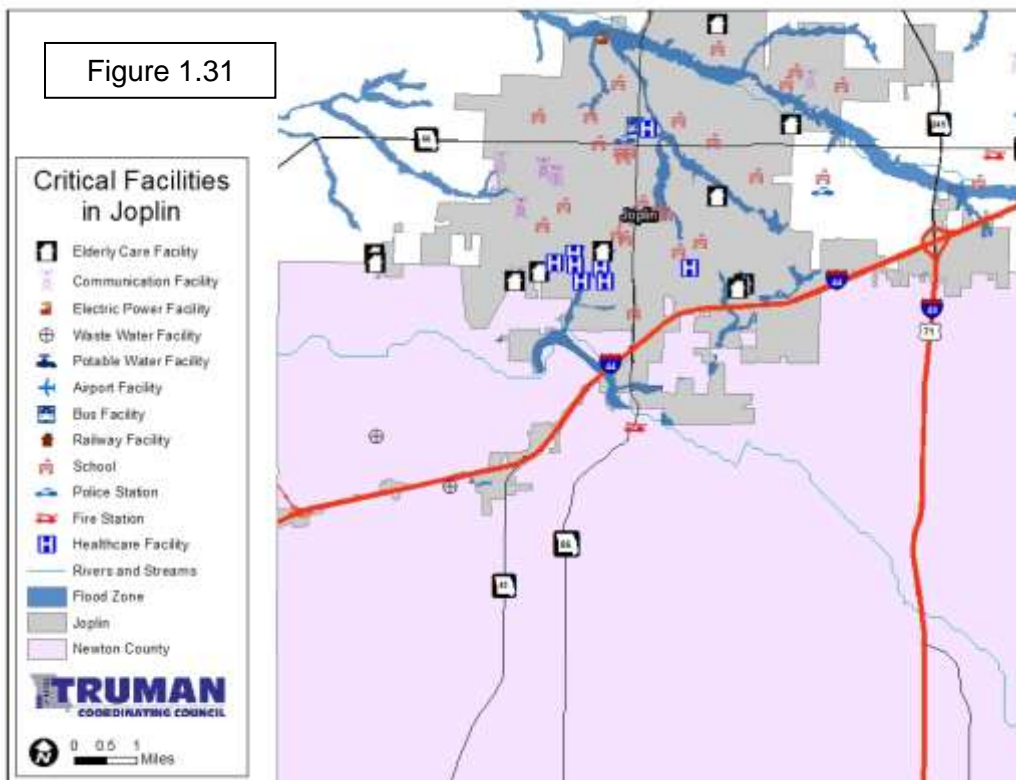 Figure 1.31
Critical Facilities
in Joplin
Elderly Care Facility
Communication Facility
Electric Power Facility
Waste Water Facility
Potable Water Facility
Airport Facility
Bus Facility
Railway Facility
School
Police Station
Fire Station
Healthcare Facility
Rivers and Streams
Flood Zone
Joplin
Newton County
TRUMAN
COORDINATING COUNCIL
N
0 0.5 1
Miles
Joplin
44
44
71
86